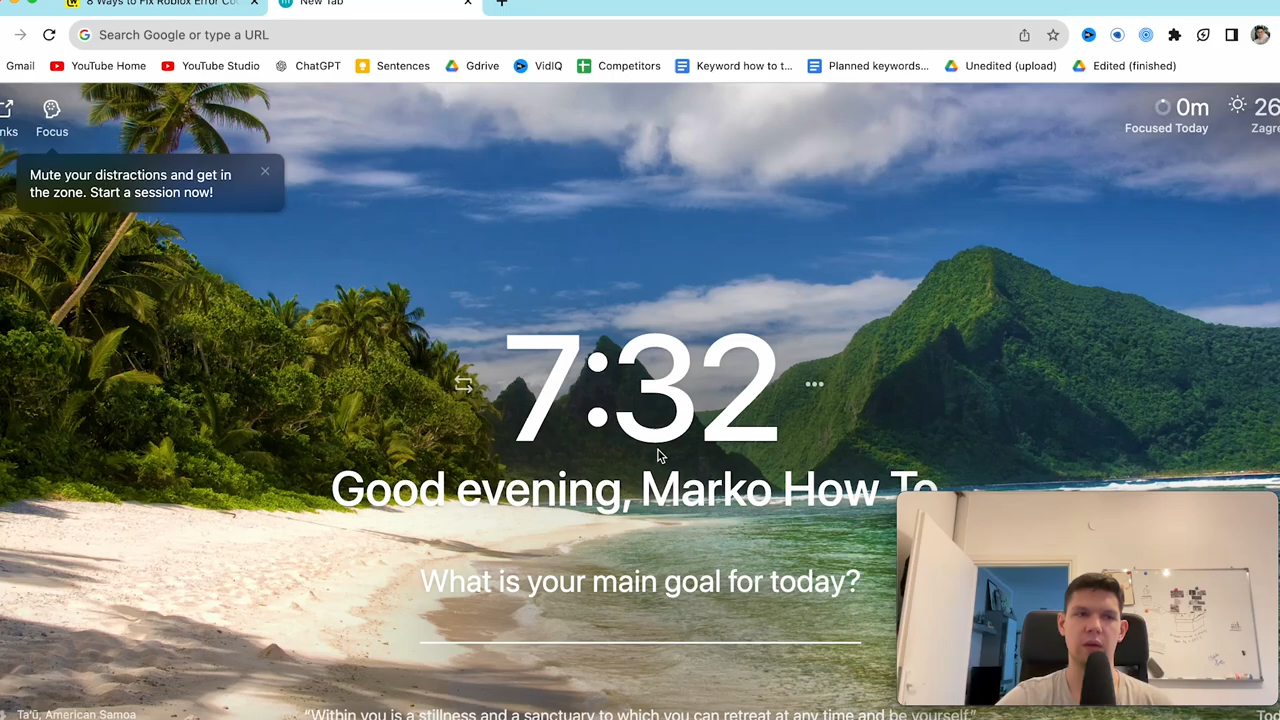 8 Ways to Fix Roblox Error Co
New Tab
Search Google or type a URL
Gmail YouTube Home YouTube Studio ChatGPT Sentences Gdrive VidIQ Competitors Keyword how to t... Planned keywords... Unedited (upload) Edited (finished)
nks
Focus
0m
Focused Today
26
Zagre
Mute your distractions and get in
the zone. Start a session now!
7:32
Good evening, Marko How To
What is your main goal for today?
Ta'ū, American Samoa
"Within you is a stillness and a sanctuary to which you can retreat at any time and be yourself"